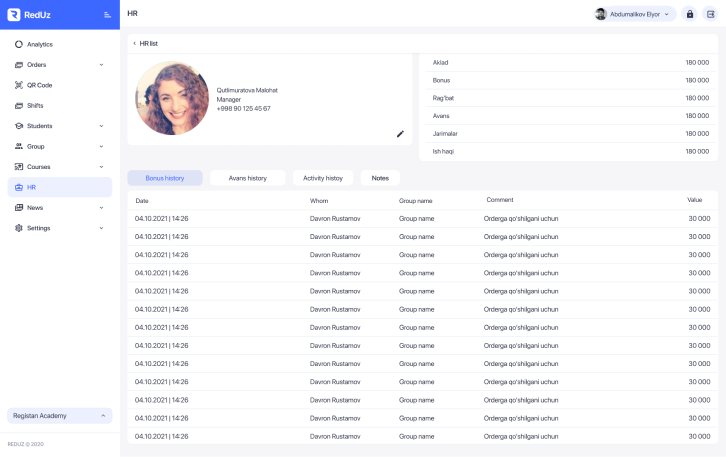 RedUz
HR
Abdumalikov Elyor
Analytics
Orders
QR Code
Shifts
Students
Group
Courses
HR
News
Settings
Registan Academy
REDUZ @ 2020
HR list
Qutlimuratova Malohat
Manager
+998 90 125 45 67
Aklad 180 000
Bonus 180 000
Rag'bat 180 000
Avans 180 000
Jarimalar 180 000
Ish haqi 180 000
Bonus history Avans history Activity histoy Notes
Date Whom Group name Comment Value
04.10.2021 | 14:26 Davron Rustamov Group name Orderga qo'shilgani uchun 30 000
04.10.2021 | 14:26 Davron Rustamov Group name Orderga qo'shilgani uchun 30 000
04.10.2021 | 14:26 Davron Rustamov Group name Orderga qo'shilgani uchun 30 000
04.10.2021 | 14:26 Davron Rustamov Group name Orderga qo'shilgani uchun 30 000
04.10.2021 | 14:26 Davron Rustamov Group name Orderga qo'shilgani uchun 30 000
04.10.2021 | 14:26 Davron Rustamov Group name Orderga qo'shilgani uchun 30 000
04.10.2021 | 14:26 Davron Rustamov Group name Orderga qo'shilgani uchun 30 000
04.10.2021 | 14:26 Davron Rustamov Group name Orderga qo'shilgani uchun 30 000
04.10.2021 | 14:26 Davron Rustamov Group name Orderga qo'shilgani uchun 30 000
04.10.2021 | 14:26 Davron Rustamov Group name Orderga qo'shilgani uchun 30 000
04.10.2021 | 14:26 Davron Rustamov Group name Orderga qo'shilgani uchun 30 000
04.10.2021 | 14:26 Davron Rustamov Group name Orderga qo'shilgani uchun 30 000
04.10.2021 | 14:26 Davron Rustamov Group name Orderga qo'shilgani uchun 30 000